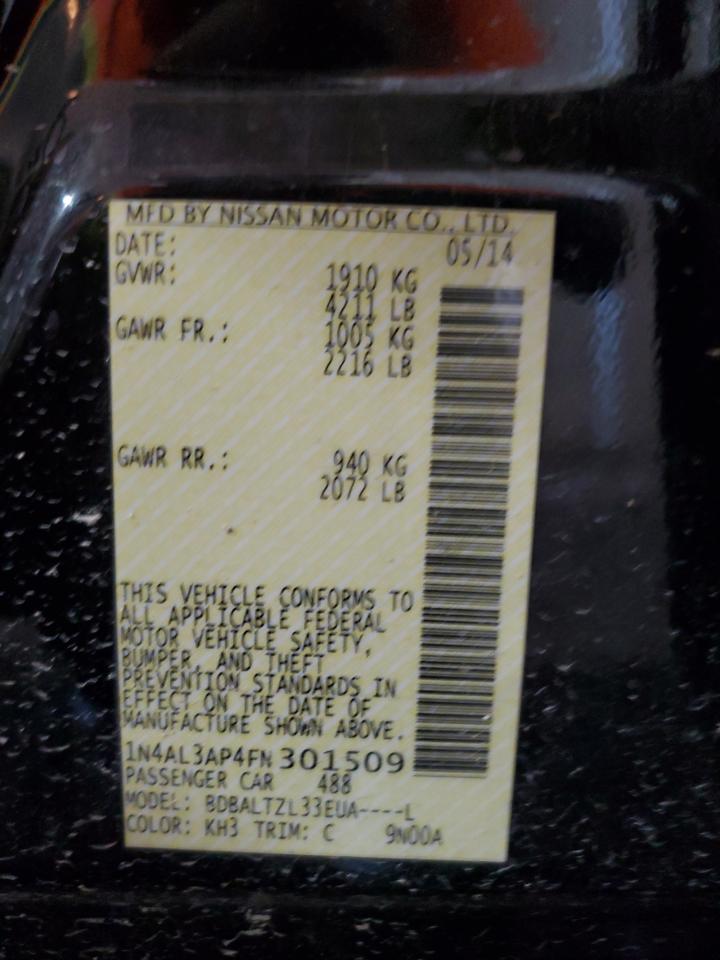 MFD BY NISSAN MOTOR CO., LTD.
DATE: 05/14
GVWR: 1910 KG
4211 LB
GAWR FR.: 1005 KG
2216 LB
GAWR RR.: 940 KG
2072 LB
THIS VEHICLE CONFORMS TO
ALL APPLICABLE FEDERAL
MOTOR VEHICLE SAFETY,
BUMPER, AND THEFT
PREVENTION STANDARDS IN
EFFECT ON THE DATE OF
MANUFACTURE SHOWN ABOVE.
1N4AL3AP4FN301509
PASSENGER CAR 488
MODEL: BDBALTZL33EUA----L
COLOR: KH3 TRIM: C 9N00A